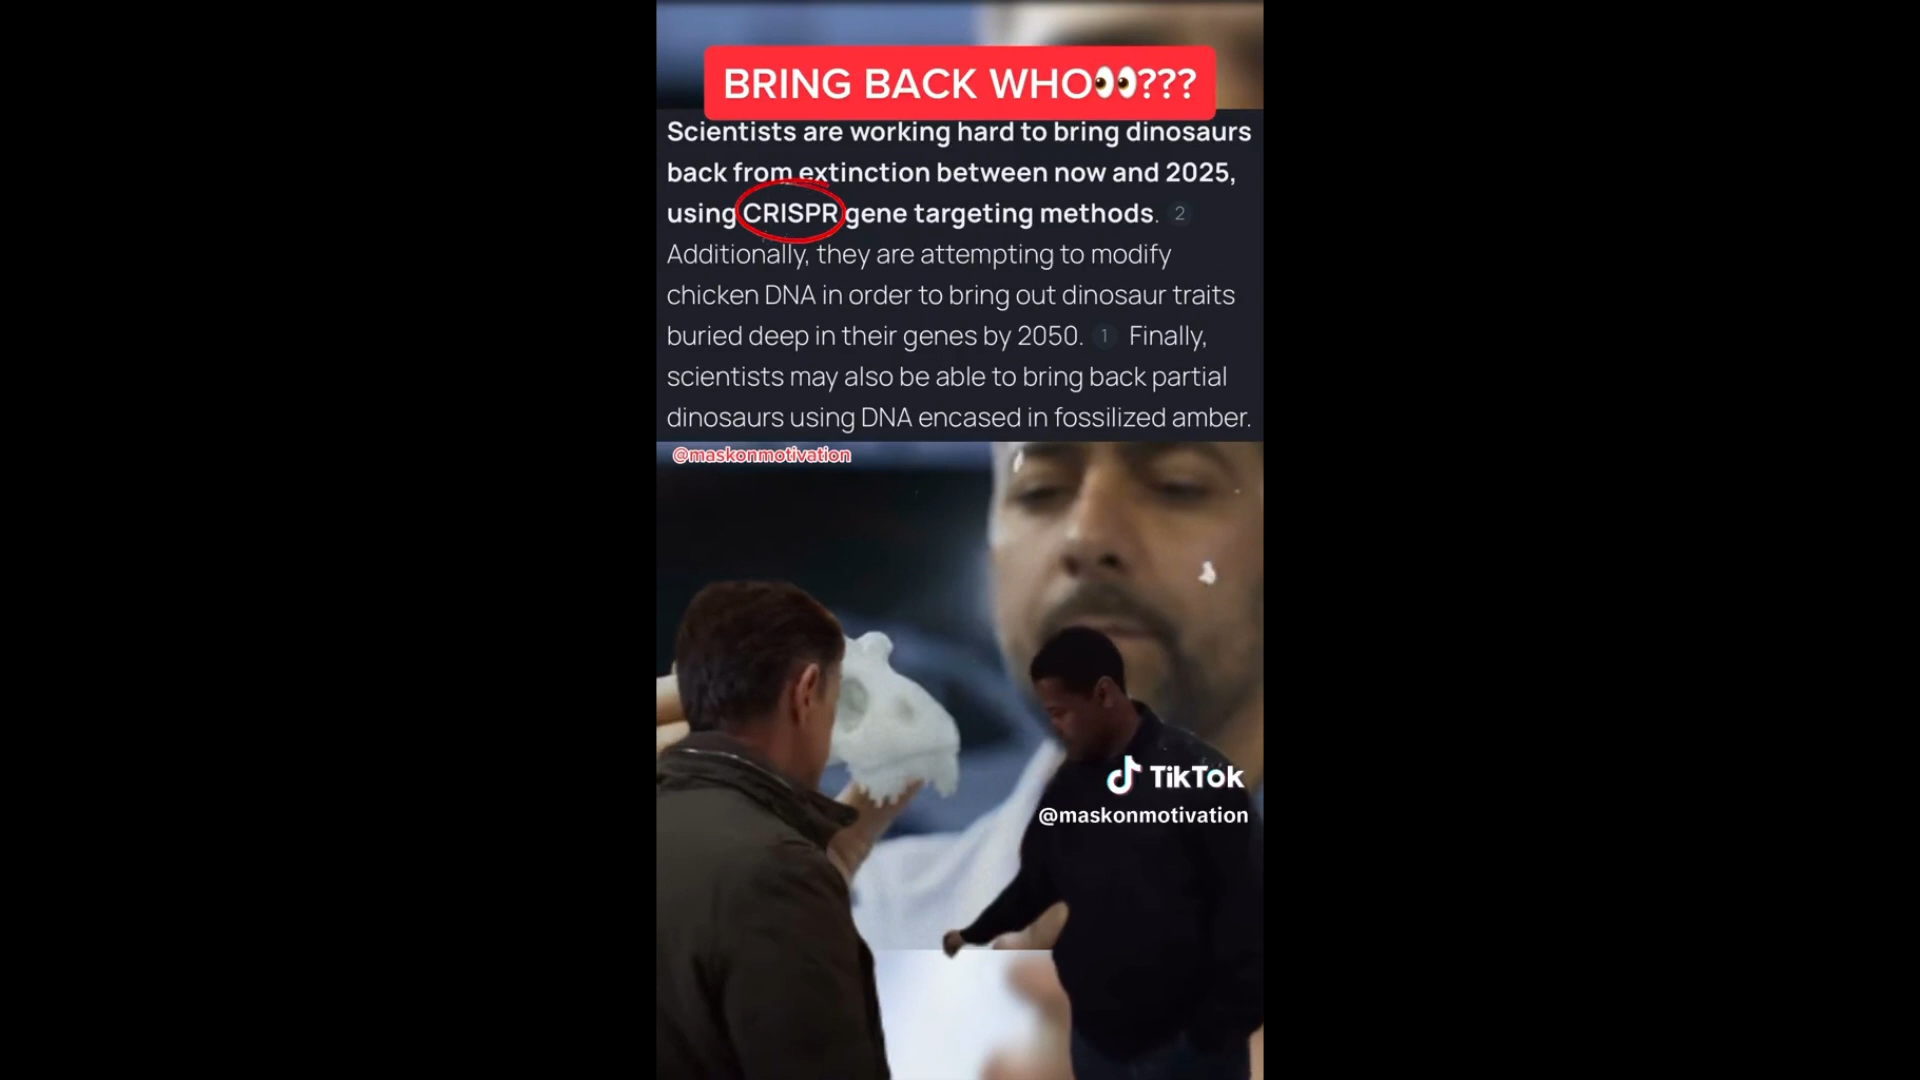 BRING BACK WHO👀???
Scientists are working hard to bring dinosaurs
back from extinction between now and 2025,
using CRISPR gene targeting methods. 2
Additionally, they are attempting to modify
chicken DNA in order to bring out dinosaur traits
buried deep in their genes by 2050. 1 Finally,
scientists may also be able to bring back partial
dinosaurs using DNA encased in fossilized amber.
@maskonmotivation
TikTok
@maskonmotivation